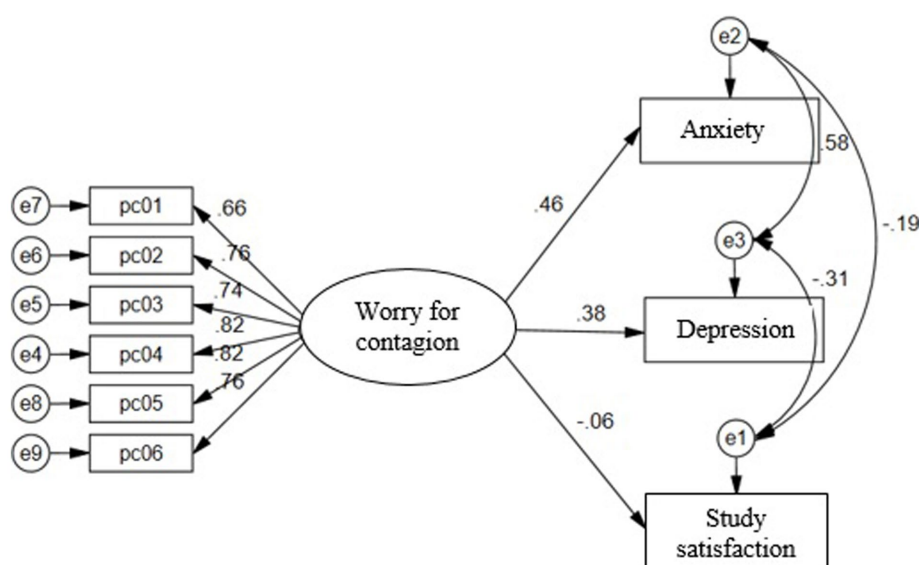 e2
Anxiety
.58
e7
pc01
.66
.46
-.19
e6
pc02
.76
e3
-.31
e5
pc03
.74
Worry for
contagion
.38
Depression
e4
pc04
.82
e8
pc05
.82
e9
pc06
.76
-.06
e1
Study
satisfaction